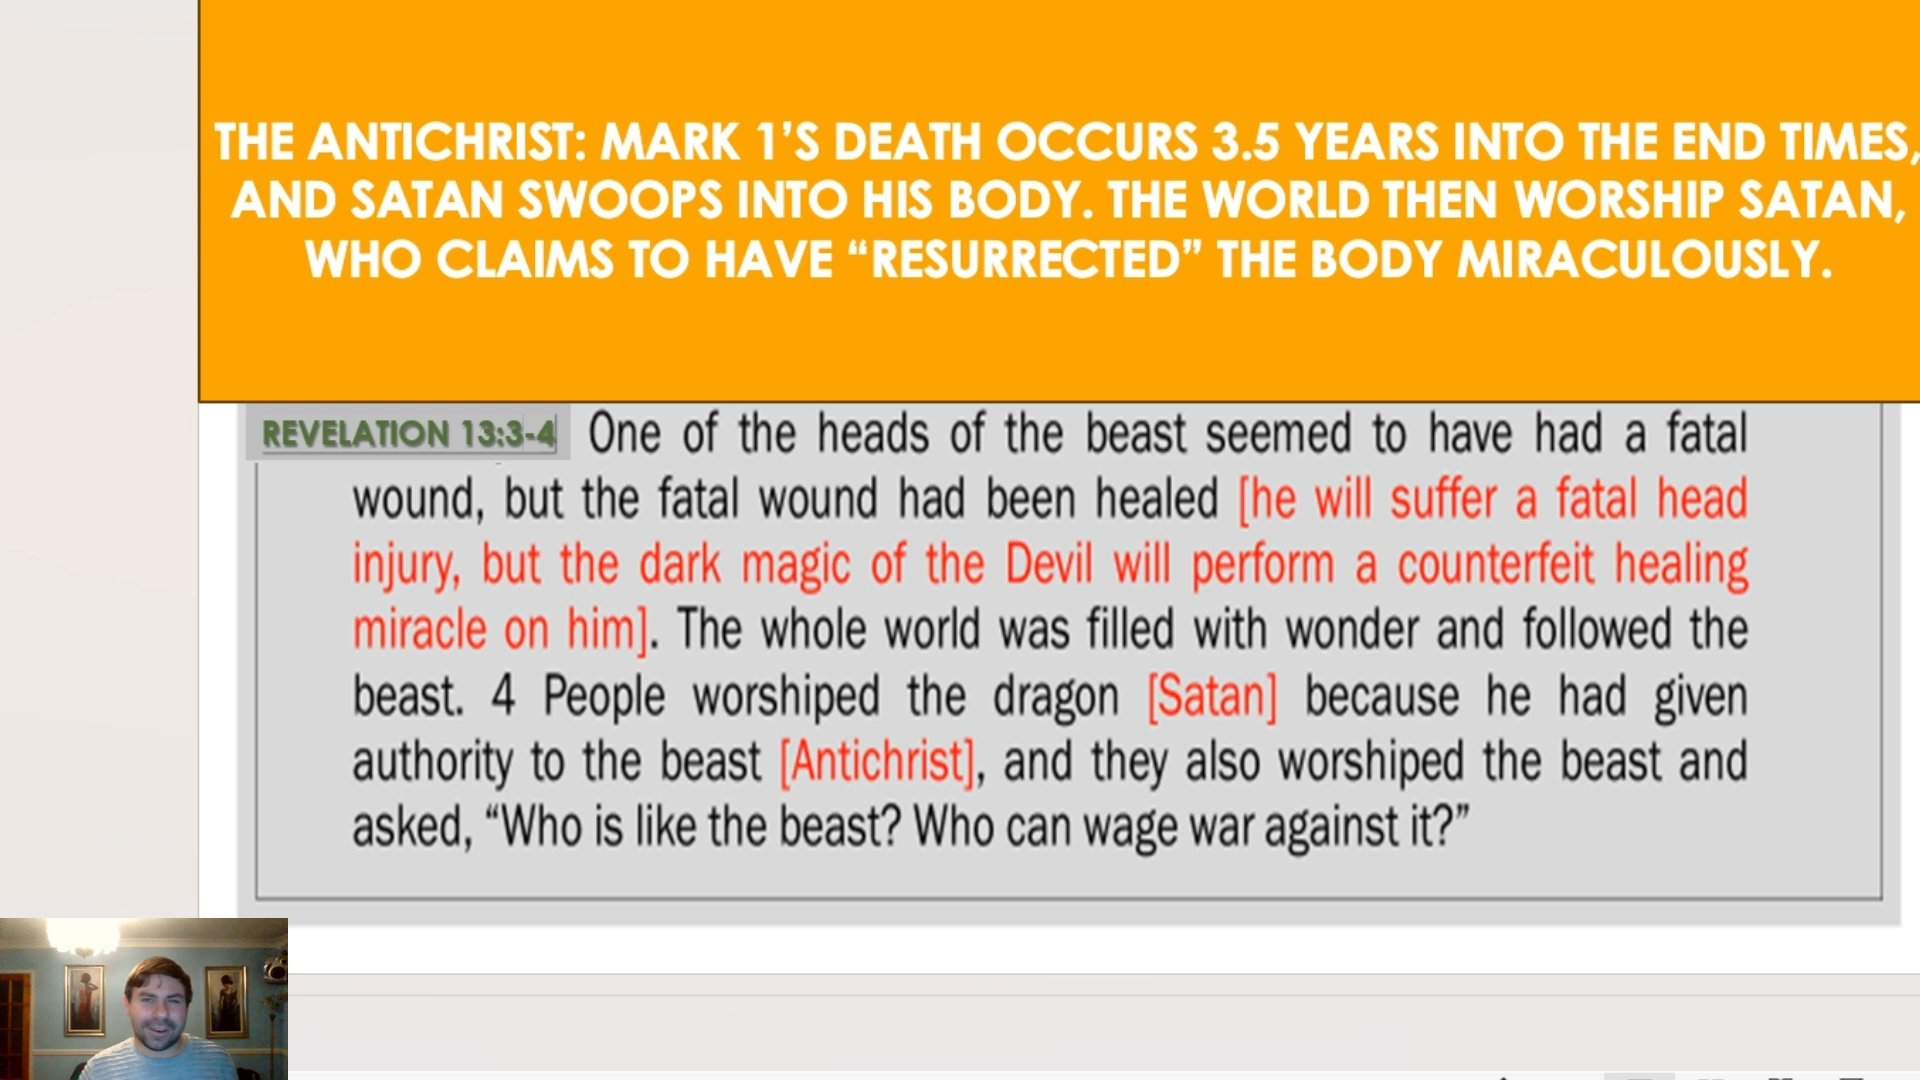 THE ANTICHRIST: MARK 1’S DEATH OCCURS 3.5 YEARS INTO THE END TIMES,
AND SATAN SWOOPS INTO HIS BODY. THE WORLD THEN WORSHIP SATAN,
WHO CLAIMS TO HAVE “RESURRECTED” THE BODY MIRACULOUSLY.
REVELATION 13:3-4 One of the heads of the beast seemed to have had a fatal
wound, but the fatal wound had been healed [he will suffer a fatal head
injury, but the dark magic of the Devil will perform a counterfeit healing
miracle on him]. The whole world was filled with wonder and followed the
beast. 4 People worshiped the dragon [Satan] because he had given
authority to the beast [Antichrist], and they also worshiped the beast and
asked, “Who is like the beast? Who can wage war against it?”